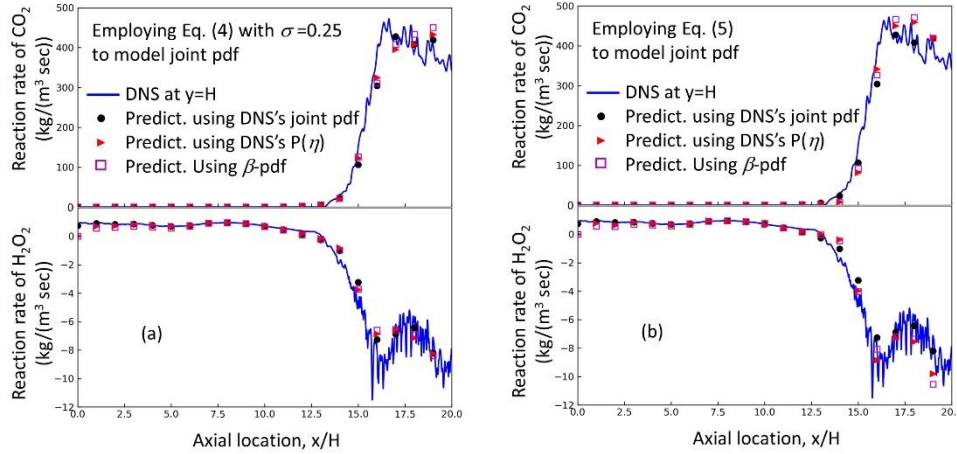 Reaction rate of CO2
(kg/(m3 sec))
500
400
300
200
100
0
Employing Eq. (4) with σ=0.25
to model joint pdf
DNS at y=H
Predict. using DNS's joint pdf
Predict. using DNS's P(η)
Predict. Using β-pdf
Reaction rate of H2O2
(kg/(m3 sec))
0
−2
−4
−6
−8
−10
−12
(a)
0.0 2.5 5.0 7.5 10.0 12.5 15.0 17.5 20.0
Axial location, x/H
Reaction rate of CO2
(kg/(m3 sec))
500
400
300
200
100
0
Employing Eq. (5)
to model joint pdf
DNS at y=H
Predict. using DNS's joint pdf
Predict. using DNS's P(η)
Predict. Using β-pdf
Reaction rate of H2O2
(kg/(m3 sec))
0
−2
−4
−6
−8
−10
−12
(b)
0.0 2.5 5.0 7.5 10.0 12.5 15.0 17.5 20.
Axial location, x/H